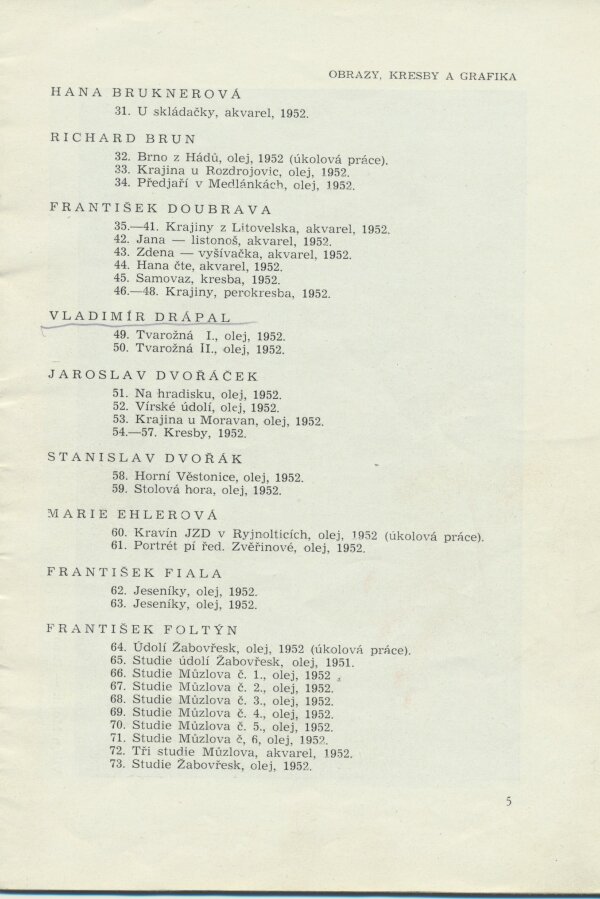 OBRAZY, KRESBY A GRAFIKA
HANA BRUKNEROVÁ
31. U skládačky, akvarel, 1952.
RICHARD BRUN
32. Brno z Hádů, olej, 1952 (úkolová práce).
33. Krajina u Rozdrojovic, olej, 1952.
34. Předjaří v Medlánkách, olej, 1952.
FRANTIŠEK DOUBRAVA
35.—41. Krajiny z Litovelska, akvarel, 1952.
42. Jana — listonoš, akvarel, 1952.
43. Zdena — vyšívačka, akvarel, 1952.
44. Hana čte, akvarel, 1952.
45. Samovaz, kresba, 1952.
46.—48. Krajiny, perokresba, 1952.
VLADIMÍR DRÁPAL
49. Tvarožná I., olej, 1952.
50. Tvarožná II., olej, 1952.
JAROSLAV DVOŘÁČEK
51. Na hradisku, olej, 1952.
52. Vírské údolí, olej, 1952.
53. Krajina u Moravan, olej, 1952.
54.—57. Kresby, 1952.
STANISLAV DVOŘÁK
58. Horní Věstonice, olej, 1952.
59. Stolová hora, olej, 1952.
MARIE EHLEROVÁ
60. Kravín JZD v Ryjnolticích, olej, 1952 (úkolová práce).
61. Portrét pí řed. Zvěřinové, olej, 1952.
FRANTIŠEK FIALA
62. Jeseníky, olej, 1952.
63. Jeseníky, olej, 1952.
FRANTIŠEK FOLTÝN
64. Údolí Žabovřesk, olej, 1952 (úkolová práce).
65. Studie údolí Žabovřesk, olej, 1951.
66. Studie Můzlova č. 1., olej, 1952 .
67. Studie Můzlova č. 2., olej, 1952.
68. Studie Můzlova č. 3., olej, 1952.
69. Studie Můzlova č. 4., olej, 1952.
70. Studie Můzlova č. 5., olej, 1952.
71. Studie Můzlova č, 6, olej, 1952.
72. Tři studie Můzlova, akvarel, 1952.
73. Studie Žabovřesk, olej, 1952.
5